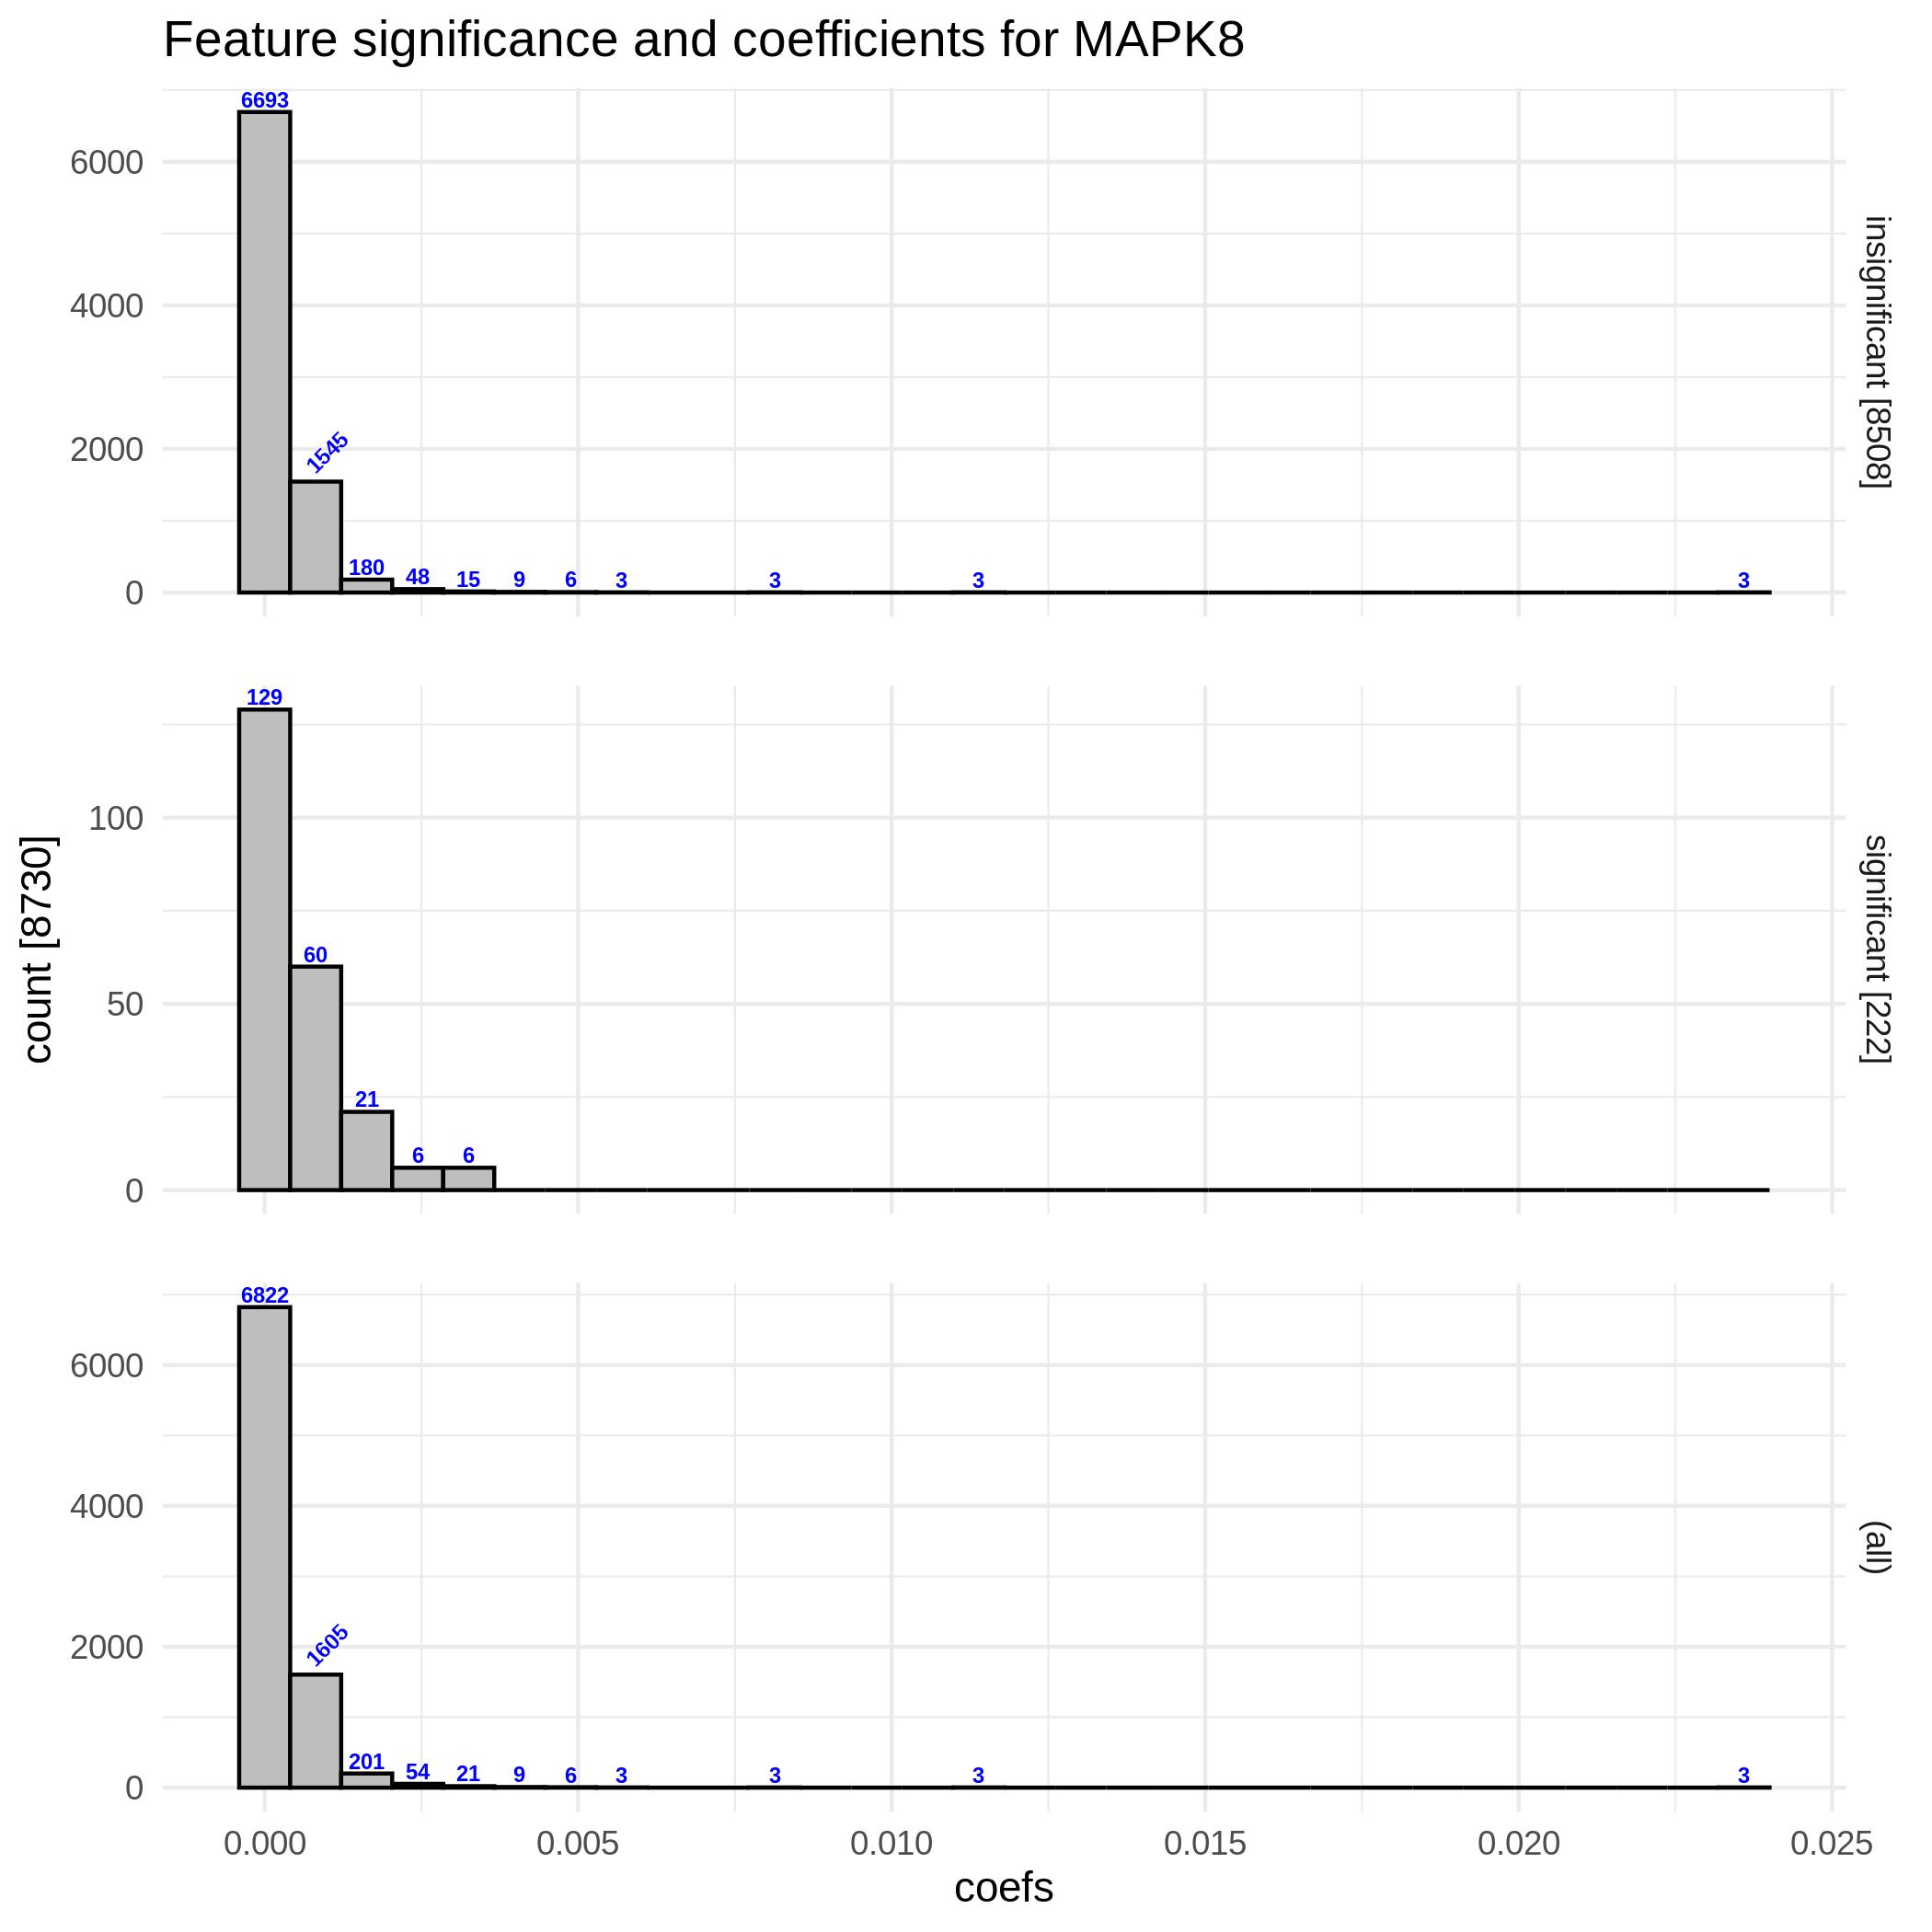 Feature significance and coefficients for MAPK8
6693
6000
4000
2000
0
1545
180 48 15 9 6 3 3 3 3
insignificant [8508]
129
100
50
0
60
21
6 6
significant [222]
count [8730]
6822
6000
4000
2000
0
1605
201 54 21 9 6 3 3 3 3
(all)
0.000 0.005 0.010 0.015 0.020 0.025
coefs